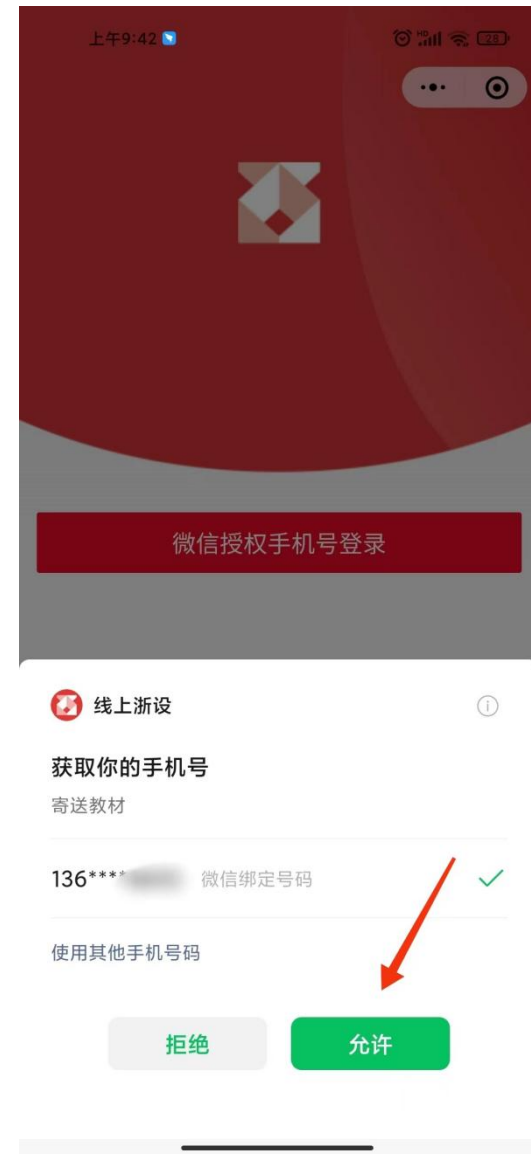 上午9:42
HD
28
微信授权手机号登录
线上浙设
获取你的手机号
寄送教材
136****
微信绑定号码
使用其他手机号码
拒绝
允许